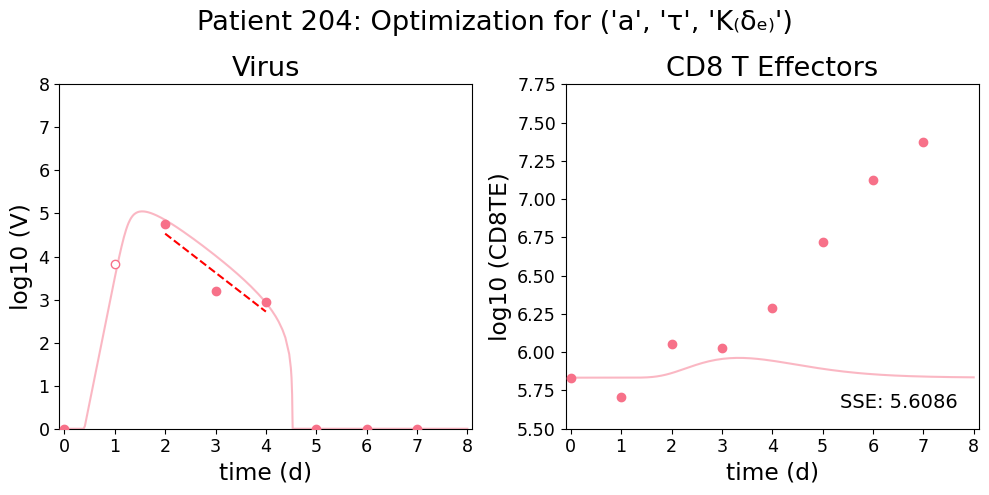 Patient 204: Optimization for ('a', 'τ', 'K₍δₑ₎')
Virus
CD8 T Effectors
log10 (V)
8
7
6
5
4
3
2
1
0
0 1 2 3 4 5 6 7 8
time (d)
log10 (CD8TE)
7.75
7.50
7.25
7.00
6.75
6.50
6.25
6.00
5.75
5.50
SSE: 5.6086
0 1 2 3 4 5 6 7 8
time (d)